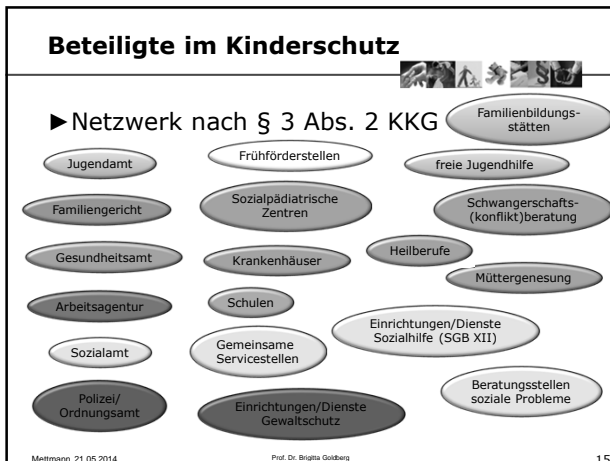 Beteiligte im Kinderschutz
§
►Netzwerk nach § 3 Abs. 2 KKG
Familienbildungs-
stätten
Jugendamt
Frühförderstellen
freie Jugendhilfe
Familiengericht
Sozialpädiatrische
Zentren
Schwangerschafts-
(konflikt)beratung
Gesundheitsamt
Krankenhäuser
Heilberufe
Müttergenesung
Arbeitsagentur
Schulen
Einrichtungen/Dienste
Sozialhilfe (SGB XII)
Sozialamt
Gemeinsame
Servicestellen
Beratungsstellen
soziale Probleme
Polizei/
Ordnungsamt
Einrichtungen/Dienste
Gewaltschutz
Mettmann, 21.05.2014
Prof. Dr. Brigitta Goldberg
15